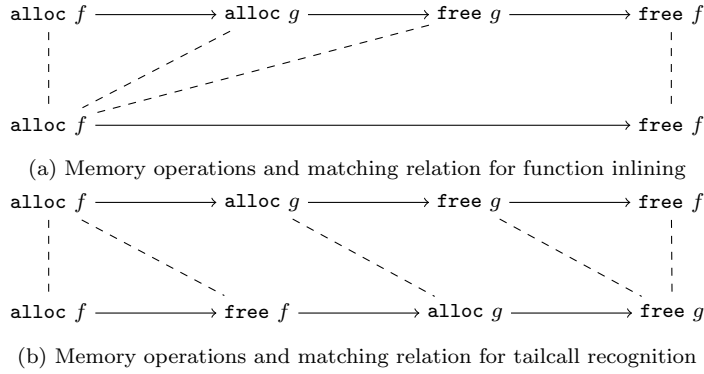 alloc f alloc g free g free f
alloc f free f
(a) Memory operations and matching relation for function inlining
alloc f alloc g free g free f
alloc f free f alloc g free g
(b) Memory operations and matching relation for tailcall recognition